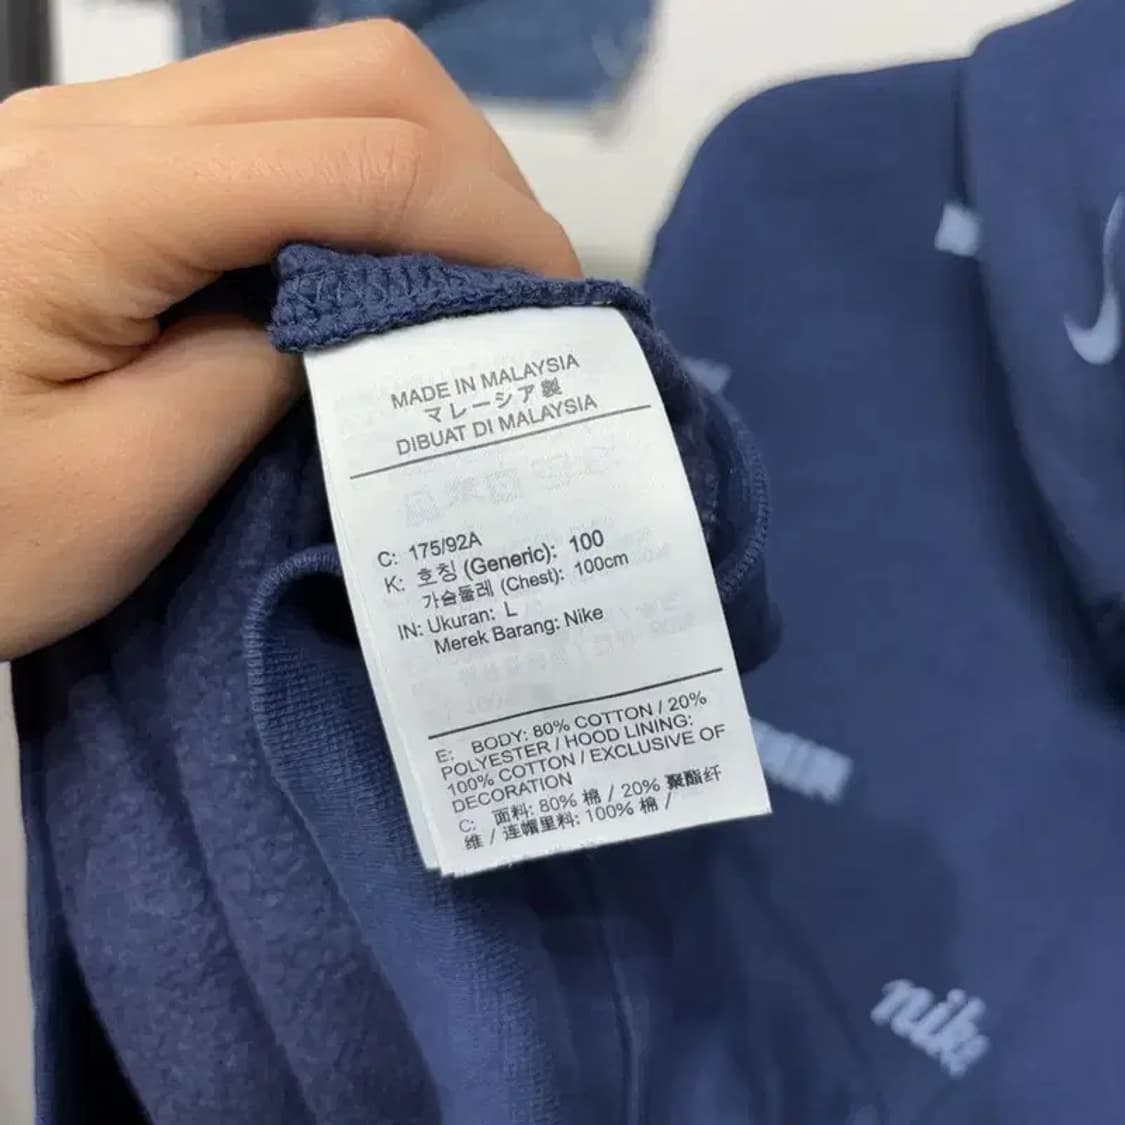 MADE IN MALAYSIA
マレーシア製
DIBUAT DI MALAYSIA
C: 175/92A
K: 호칭 (Generic): 100
가슴둘레 (Chest): 100cm
IN: Ukuran: L
Merek Barang: Nike
E: BODY: 80% COTTON / 20%
POLYESTER / HOOD LINING:
100% COTTON / EXCLUSIVE OF
DECORATION
C: 面料: 80% 棉 / 20% 聚酯纤
维 / 连帽里料: 100% 棉 /
nike